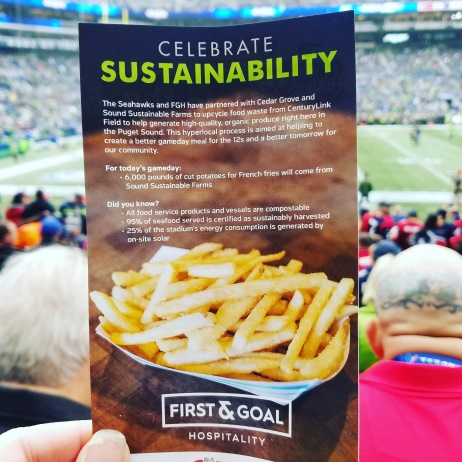 CELEBRATE
SUSTAINABILITY
The Seahawks and FGH have partnered with Cedar Grove and
Sound Sustainable Farms to upcycle food waste from CenturyLink
Field to help generate high-quality, organic produce right here in
the Puget Sound. This hyperlocal process is aimed at helping to
create a better gameday meal for the 12s and a better tomorrow for
our community.
For today's gameday:
• 6,000 pounds of cut potatoes for French fries will come from
Sound Sustainable Farms
Did you know?
• All food service products and vessels are compostable
• 95% of seafood served is certified as sustainably harvested
• 25% of the stadium's energy consumption is generated by
on-site solar
FIRST & GOAL
HOSPITALITY